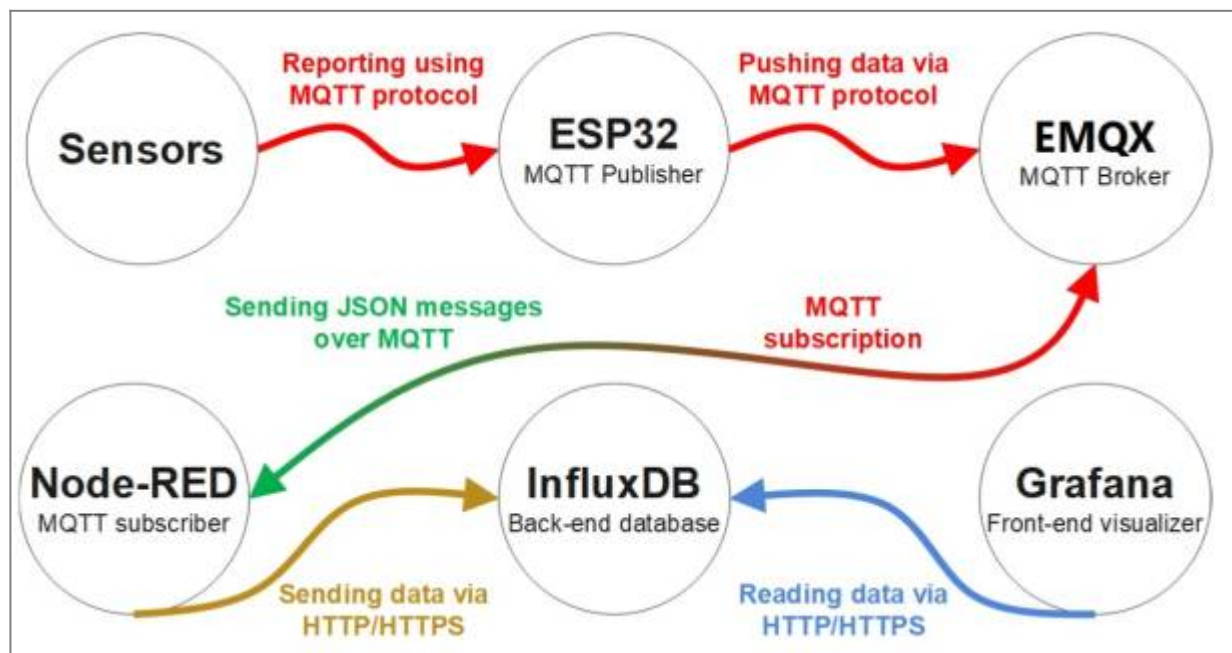 Reporting using
MQTT protocol
Pushing data via
MQTT protocol
Sensors
ESP32
MQTT Publisher
EMQX
MQTT Broker
Sending JSON messages
over MQTT
MQTT
subscription
Node-RED
MQTT subscriber
InfluxDB
Back-end database
Grafana
Front-end visualizer
Sending data via
HTTP/HTTPS
Reading data via
HTTP/HTTPS